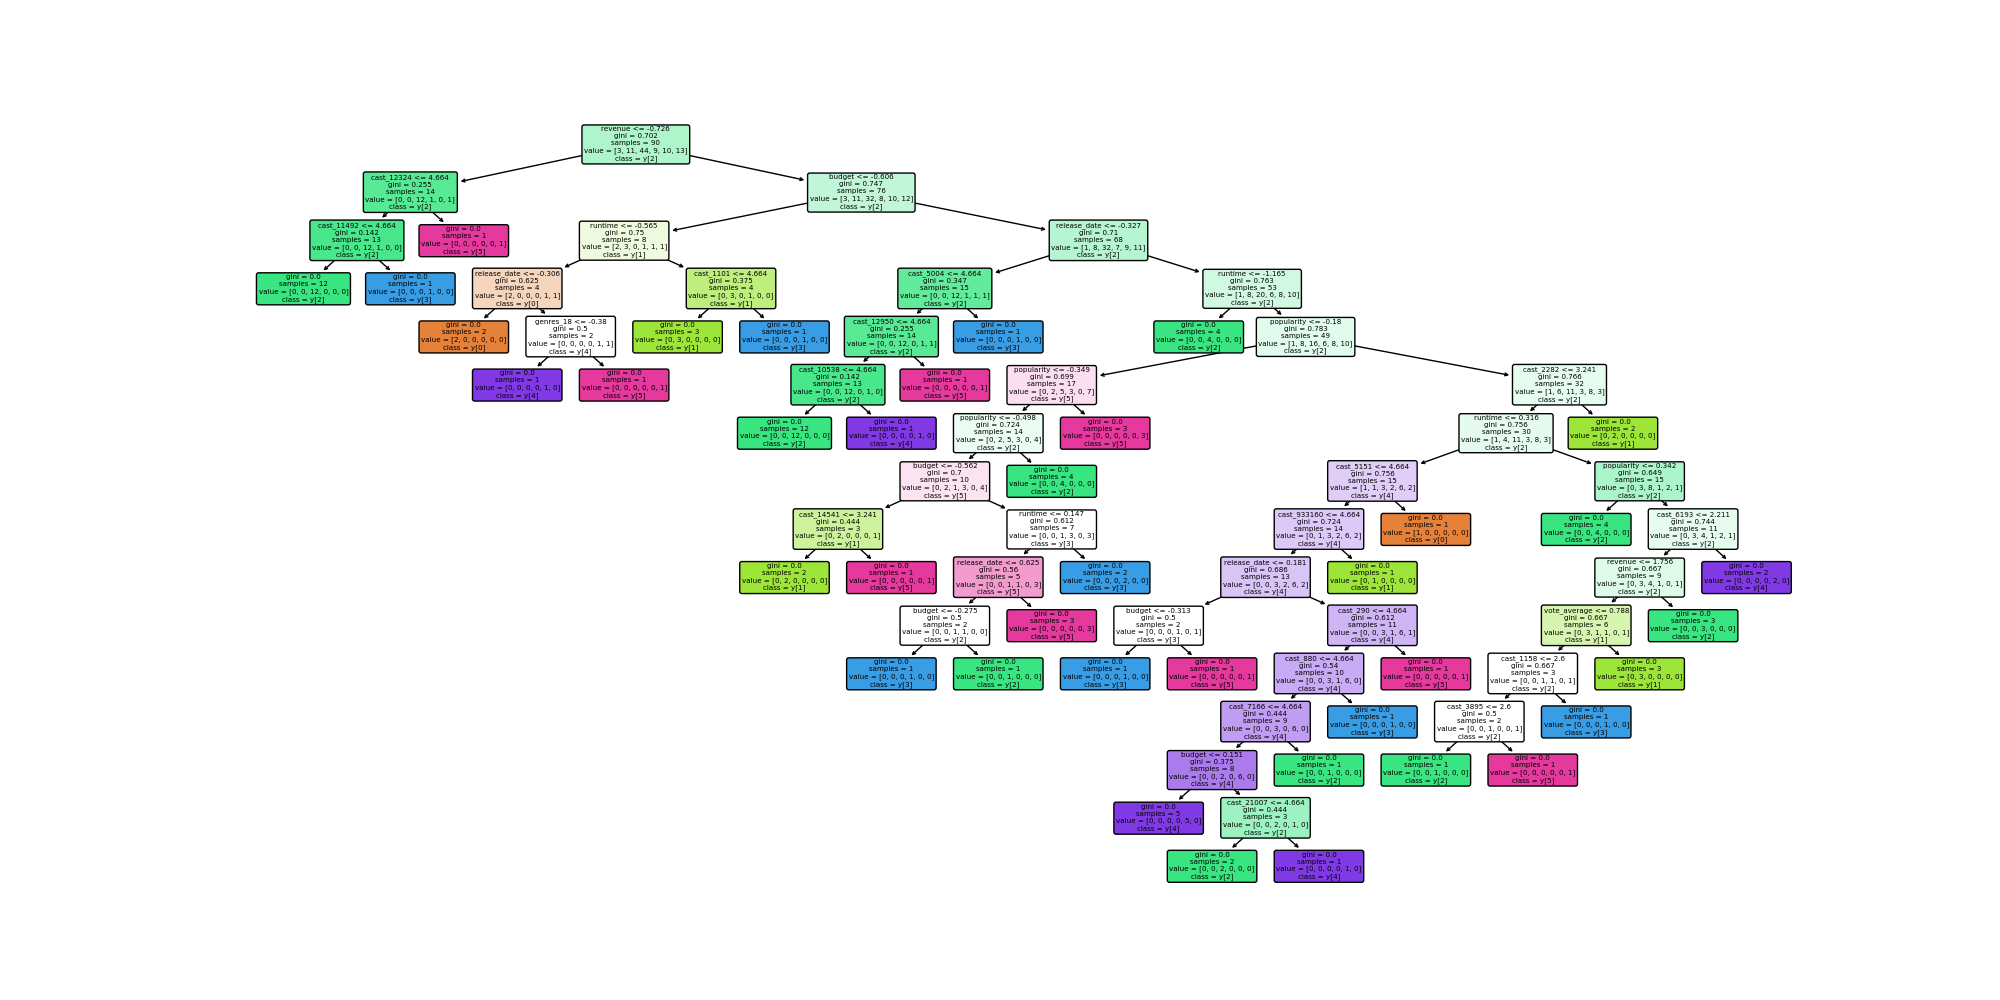 revenue <= -0.726
gini = 0.702
samples = 90
value = [3, 11, 44, 9, 10, 13]
class = y[2]
cast_12324 <= 4.664
gini = 0.255
samples = 14
value = [0, 0, 12, 1, 0, 1]
class = y[2]
budget <= -0.606
gini = 0.747
samples = 76
value = [3, 11, 32, 8, 10, 12]
class = y[2]
cast_11492 <= 4.664
gini = 0.142
samples = 13
value = [0, 0, 12, 1, 0, 0]
class = y[2]
gini = 0.0
samples = 1
value = [0, 0, 0, 0, 0, 1]
class = y[5]
runtime <= -0.565
gini = 0.75
samples = 8
value = [2, 3, 0, 1, 1, 1]
class = y[1]
release_date <= -0.327
gini = 0.71
samples = 68
value = [1, 8, 32, 7, 9, 11]
class = y[2]
gini = 0.0
samples = 12
value = [0, 0, 12, 0, 0, 0]
class = y[2]
gini = 0.0
samples = 1
value = [0, 0, 0, 1, 0, 0]
class = y[3]
release_date <= -0.306
gini = 0.625
samples = 4
value = [2, 0, 0, 0, 1, 1]
class = y[0]
cast_1101 <= 4.664
gini = 0.375
samples = 4
value = [0, 3, 0, 1, 0, 0]
class = y[1]
cast_5004 <= 4.664
gini = 0.347
samples = 15
value = [0, 0, 12, 1, 1, 1]
class = y[2]
runtime <= -1.165
gini = 0.763
samples = 53
value = [1, 8, 20, 6, 8, 10]
class = y[2]
gini = 0.0
samples = 2
value = [2, 0, 0, 0, 0, 0]
class = y[0]
genres_18 <= -0.38
gini = 0.5
samples = 2
value = [0, 0, 0, 0, 1, 1]
class = y[4]
gini = 0.0
samples = 3
value = [0, 3, 0, 0, 0, 0]
class = y[1]
gini = 0.0
samples = 1
value = [0, 0, 0, 1, 0, 0]
class = y[3]
cast_12950 <= 4.664
gini = 0.255
samples = 14
value = [0, 0, 12, 0, 1, 1]
class = y[2]
gini = 0.0
samples = 1
value = [0, 0, 0, 1, 0, 0]
class = y[3]
gini = 0.0
samples = 4
value = [0, 0, 4, 0, 0, 0]
class = y[2]
popularity <= -0.18
gini = 0.783
samples = 49
value = [1, 8, 16, 6, 8, 10]
class = y[2]
gini = 0.0
samples = 1
value = [0, 0, 0, 0, 1, 0]
class = y[4]
gini = 0.0
samples = 1
value = [0, 0, 0, 0, 0, 1]
class = y[5]
cast_10538 <= 4.664
gini = 0.142
samples = 13
value = [0, 0, 12, 0, 1, 0]
class = y[2]
gini = 0.0
samples = 1
value = [0, 0, 0, 0, 0, 1]
class = y[5]
popularity <= -0.349
gini = 0.699
samples = 17
value = [0, 2, 5, 3, 0, 7]
class = y[5]
cast_2282 <= 3.241
gini = 0.766
samples = 32
value = [1, 6, 11, 3, 8, 3]
class = y[2]
gini = 0.0
samples = 12
value = [0, 0, 12, 0, 0, 0]
class = y[2]
gini = 0.0
samples = 1
value = [0, 0, 0, 0, 1, 0]
class = y[4]
popularity <= -0.498
gini = 0.724
samples = 14
value = [0, 2, 5, 3, 0, 4]
class = y[2]
gini = 0.0
samples = 3
value = [0, 0, 0, 0, 0, 3]
class = y[5]
runtime <= 0.316
gini = 0.756
samples = 30
value = [1, 4, 11, 3, 8, 3]
class = y[2]
gini = 0.0
samples = 2
value = [0, 2, 0, 0, 0, 0]
class = y[1]
budget <= -0.562
gini = 0.7
samples = 10
value = [0, 2, 1, 3, 0, 4]
class = y[5]
gini = 0.0
samples = 4
value = [0, 0, 4, 0, 0, 0]
class = y[2]
cast_5151 <= 4.664
gini = 0.756
samples = 15
value = [1, 1, 3, 2, 6, 2]
class = y[4]
popularity <= 0.342
gini = 0.649
samples = 15
value = [0, 3, 8, 1, 2, 1]
class = y[2]
cast_14541 <= 3.241
gini = 0.444
samples = 3
value = [0, 2, 0, 0, 0, 1]
class = y[1]
runtime <= 0.147
gini = 0.612
samples = 7
value = [0, 0, 1, 3, 0, 3]
class = y[3]
cast_933160 <= 4.664
gini = 0.724
samples = 14
value = [0, 1, 3, 2, 6, 2]
class = y[4]
gini = 0.0
samples = 1
value = [1, 0, 0, 0, 0, 0]
class = y[0]
gini = 0.0
samples = 4
value = [0, 0, 4, 0, 0, 0]
class = y[2]
cast_6193 <= 2.211
gini = 0.744
samples = 11
value = [0, 3, 4, 1, 2, 1]
class = y[2]
gini = 0.0
samples = 2
value = [0, 2, 0, 0, 0, 0]
class = y[1]
gini = 0.0
samples = 1
value = [0, 0, 0, 0, 0, 1]
class = y[5]
release_date <= 0.625
gini = 0.56
samples = 5
value = [0, 0, 1, 1, 0, 3]
class = y[5]
gini = 0.0
samples = 2
value = [0, 0, 0, 2, 0, 0]
class = y[3]
release_date <= 0.181
gini = 0.686
samples = 13
value = [0, 0, 3, 2, 6, 2]
class = y[4]
gini = 0.0
samples = 1
value = [0, 1, 0, 0, 0, 0]
class = y[1]
revenue <= 1.756
gini = 0.667
samples = 9
value = [0, 3, 4, 1, 0, 1]
class = y[2]
gini = 0.0
samples = 2
value = [0, 0, 0, 0, 2, 0]
class = y[4]
budget <= -0.275
gini = 0.5
samples = 2
value = [0, 0, 1, 1, 0, 0]
class = y[2]
gini = 0.0
samples = 3
value = [0, 0, 0, 0, 0, 3]
class = y[5]
budget <= -0.313
gini = 0.5
samples = 2
value = [0, 0, 0, 1, 0, 1]
class = y[3]
cast_290 <= 4.664
gini = 0.612
samples = 11
value = [0, 0, 3, 1, 6, 1]
class = y[4]
vote_average <= 0.788
gini = 0.667
samples = 6
value = [0, 3, 1, 1, 0, 1]
class = y[1]
gini = 0.0
samples = 3
value = [0, 0, 3, 0, 0, 0]
class = y[2]
gini = 0.0
samples = 1
value = [0, 0, 0, 1, 0, 0]
class = y[3]
gini = 0.0
samples = 1
value = [0, 0, 1, 0, 0, 0]
class = y[2]
gini = 0.0
samples = 1
value = [0, 0, 0, 1, 0, 0]
class = y[3]
gini = 0.0
samples = 1
value = [0, 0, 0, 0, 0, 1]
class = y[5]
cast_880 <= 4.664
gini = 0.54
samples = 10
value = [0, 0, 3, 1, 6, 0]
class = y[4]
gini = 0.0
samples = 1
value = [0, 0, 0, 0, 0, 1]
class = y[5]
cast_1158 <= 2.6
gini = 0.667
samples = 3
value = [0, 0, 1, 1, 0, 1]
class = y[2]
gini = 0.0
samples = 3
value = [0, 3, 0, 0, 0, 0]
class = y[1]
cast_7166 <= 4.664
gini = 0.444
samples = 9
value = [0, 0, 3, 0, 6, 0]
class = y[4]
gini = 0.0
samples = 1
value = [0, 0, 0, 1, 0, 0]
class = y[3]
cast_3895 <= 2.6
gini = 0.5
samples = 2
value = [0, 0, 1, 0, 0, 1]
class = y[2]
gini = 0.0
samples = 1
value = [0, 0, 0, 1, 0, 0]
class = y[3]
budget <= 0.151
gini = 0.375
samples = 8
value = [0, 0, 2, 0, 6, 0]
class = y[4]
gini = 0.0
samples = 1
value = [0, 0, 1, 0, 0, 0]
class = y[2]
gini = 0.0
samples = 1
value = [0, 0, 1, 0, 0, 0]
class = y[2]
gini = 0.0
samples = 1
value = [0, 0, 0, 0, 0, 1]
class = y[5]
gini = 0.0
samples = 5
value = [0, 0, 0, 0, 5, 0]
class = y[4]
cast_21007 <= 4.664
gini = 0.444
samples = 3
value = [0, 0, 2, 0, 1, 0]
class = y[2]
gini = 0.0
samples = 2
value = [0, 0, 2, 0, 0, 0]
class = y[2]
gini = 0.0
samples = 1
value = [0, 0, 0, 0, 1, 0]
class = y[4]